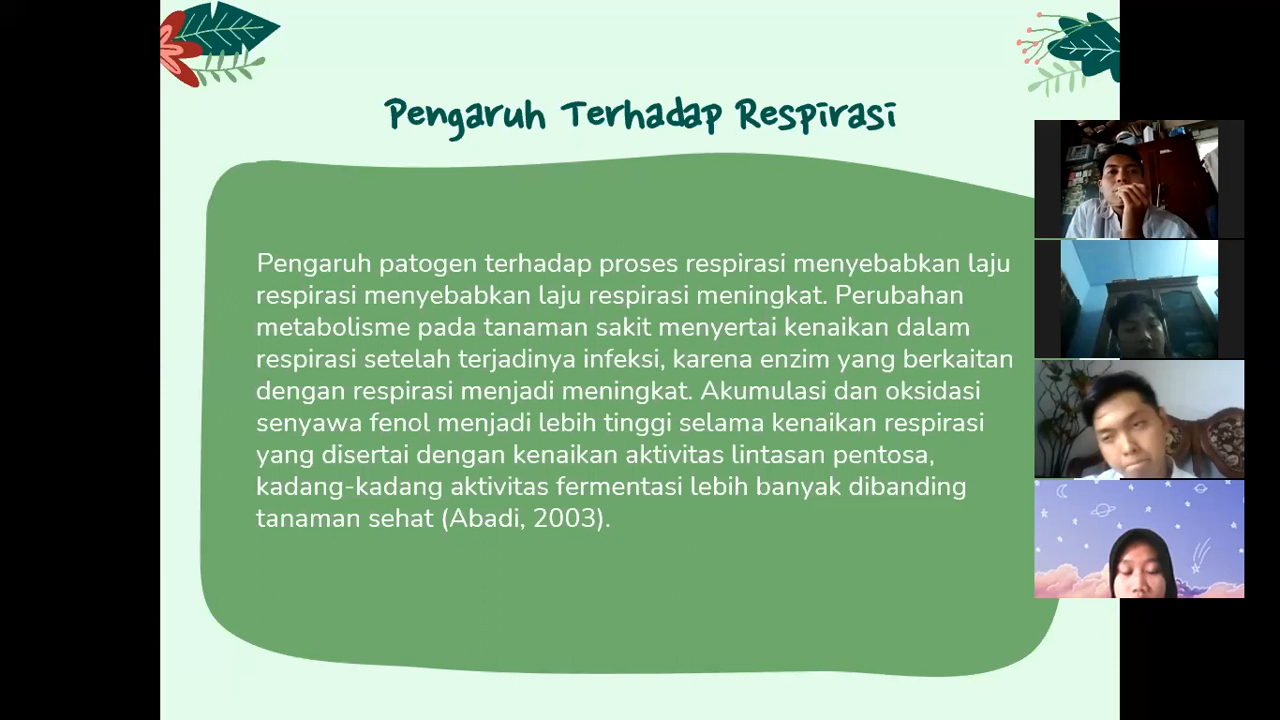 Pengaruh Terhadap Respirasi
Pengaruh patogen terhadap proses respirasi menyebabkan laju
respirasi menyebabkan laju respirasi meningkat. Perubahan
metabolisme pada tanaman sakit menyertai kenaikan dalam
respirasi setelah terjadinya infeksi, karena enzim yang berkaitan
dengan respirasi menjadi meningkat. Akumulasi dan oksidasi
senyawa fenol menjadi lebih tinggi selama kenaikan respirasi
yang disertai dengan kenaikan aktivitas lintasan pentosa,
kadang-kadang aktivitas fermentasi lebih banyak dibanding
tanaman sehat (Abadi, 2003).